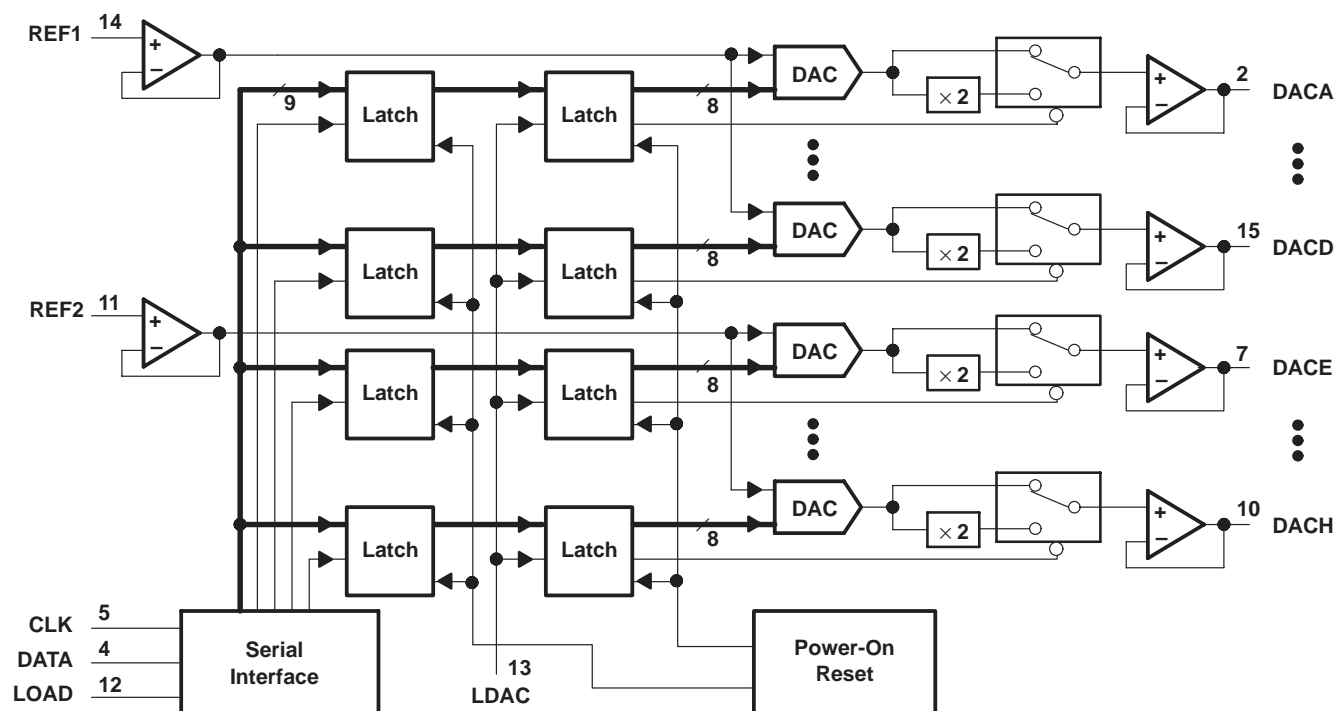 REF1 14
+
−
9
Latch
Latch
8
DAC
× 2
+
−
2
DACA
Latch
Latch
8
DAC
× 2
+
−
15
DACD
REF2 11
+
−
Latch
Latch
8
DAC
× 2
+
−
7
DACE
Latch
Latch
8
DAC
× 2
+
−
10
DACH
CLK 5
DATA 4
LOAD 12
Serial
Interface
13
LDAC
Power-On
Reset